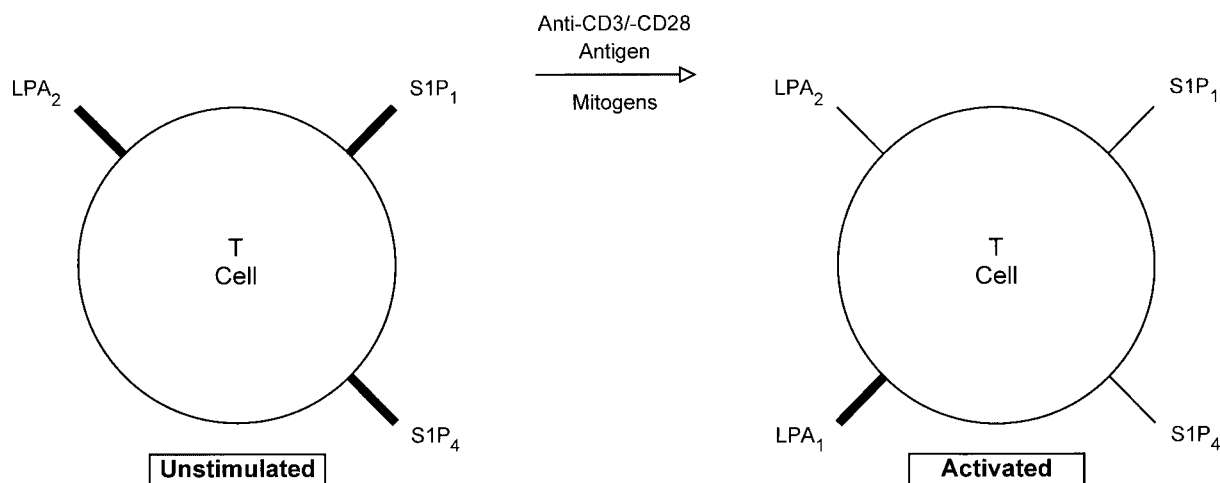 Anti-CD3/-CD28
Antigen
Mitogens
LPA₂
S1P₁
T
Cell
S1P₄
Unstimulated
LPA₂
S1P₁
T
Cell
LPA₁
S1P₄
Activated